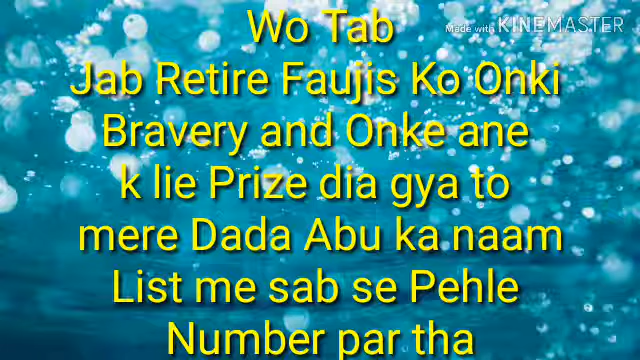 Wo Tab
Made with KINEMASTER
Jab Retire Faujis Ko Onki
Bravery and Onke ane
k lie Prize dia gya to
mere Dada Abu ka naam
List me sab se Pehle
Number par tha